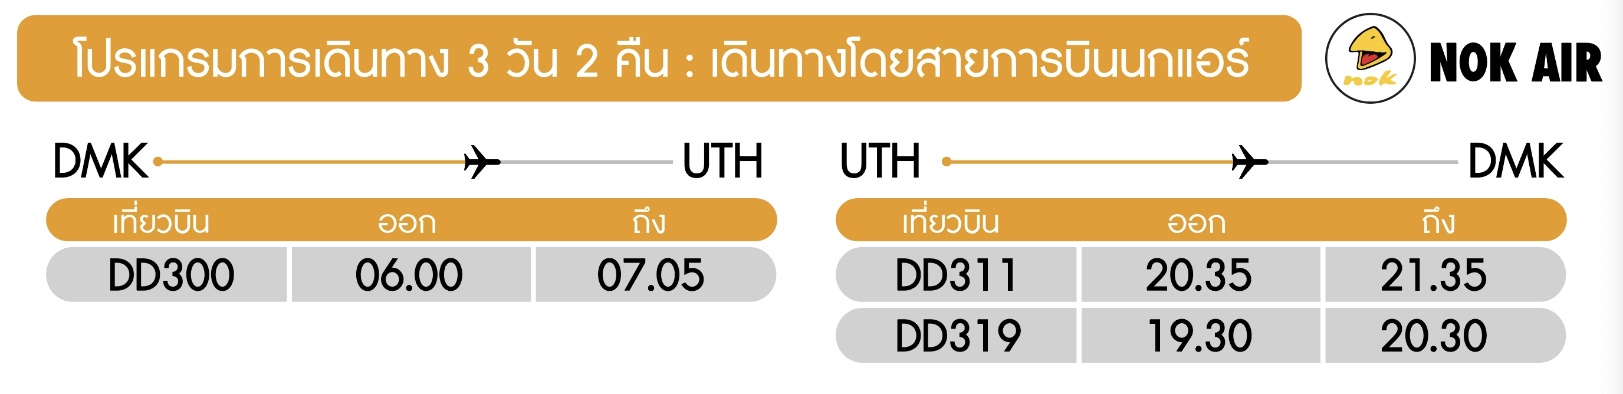 โปรแกรมการเดินทาง 3 วัน 2 คืน : เดินทางโดยสายการบินนกแอร์
nok
NOK AIR
DMK UTH
เที่ยวบิน ออก ถึง
DD300 06.00 07.05
UTH DMK
เที่ยวบิน ออก ถึง
DD311 20.35 21.35
DD319 19.30 20.30